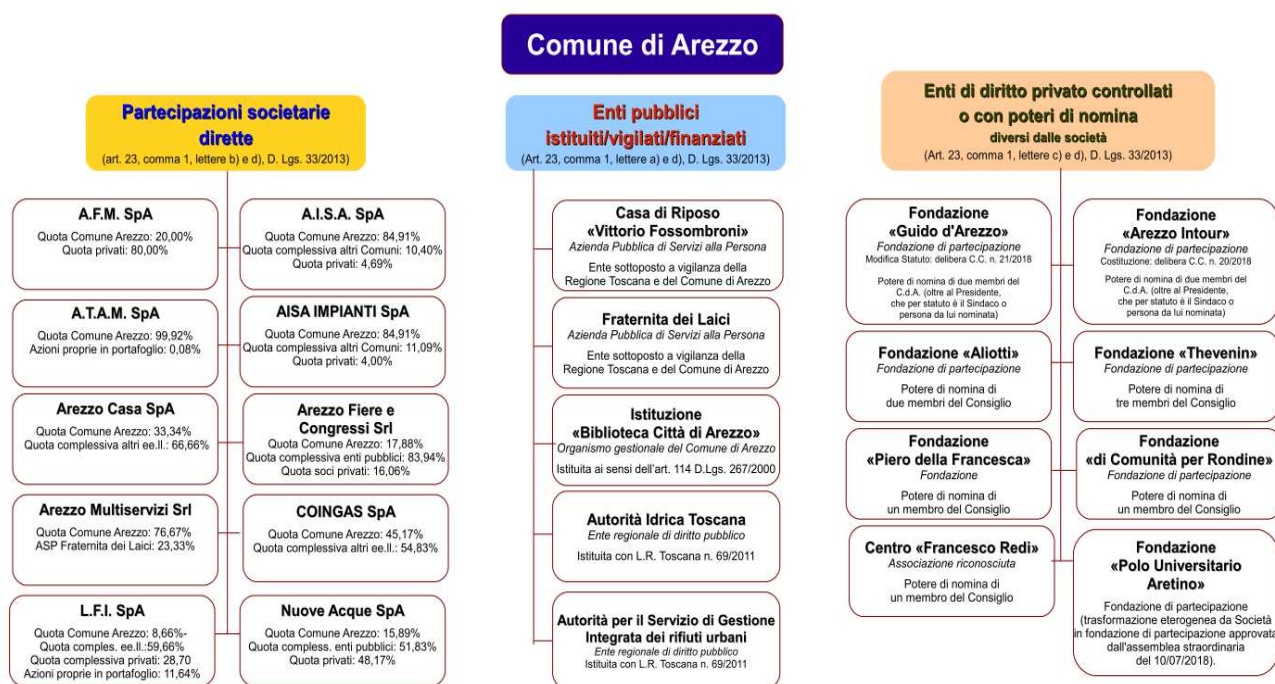 Comune di Arezzo
Partecipazioni societarie
dirette
(art. 23, comma 1, lettere b) e d), D. Lgs. 33/2013)
A.F.M. SpA
Quota Comune Arezzo: 20,00%
Quota privati: 80,00%
A.I.S.A. SpA
Quota Comune Arezzo: 84,91%
Quota complessiva altri Comuni: 10,40%
Quota privati: 4,69%
A.T.A.M. SpA
Quota Comune Arezzo: 99,92%
Azioni proprie in portafoglio: 0,08%
AISA IMPIANTI SpA
Quota Comune Arezzo: 84,91%
Quota complessiva altri Comuni: 11,09%
Quota privati: 4,00%
Arezzo Casa SpA
Quota Comune Arezzo: 33,34%
Quota complessiva altri ee.ll.: 66,66%
Arezzo Fiere e
Congressi Srl
Quota Comune Arezzo: 17,88%
Quota complessiva enti pubblici: 83,94%
Quota soci privati: 16,06%
Arezzo Multiservizi Srl
Quota Comune Arezzo: 76,67%
ASP Fraternita dei Laici: 23,33%
COINGAS SpA
Quota Comune Arezzo: 45,17%
Quota complessiva altri ee.ll.: 54,83%
L.F.I. SpA
Quota Comune Arezzo: 8,66%-
Quota comples. ee.ll.:59,66%
Quota complessiva privati: 28,70
Azioni proprie in portafoglio: 11,64%
Nuove Acque SpA
Quota Comune Arezzo: 15,89%
Quota compless. enti pubblici: 51,83%
Quota privati: 48,17%
Enti pubblici
istituiti/vigilati/finanziati
(Art. 23, comma 1, lettere a) e d), D. Lgs. 33/2013)
Casa di Riposo
«Vittorio Fossombroni»
Azienda Pubblica di Servizi alla Persona
Ente sottoposto a vigilanza della
Regione Toscana e del Comune di Arezzo
Fraternita dei Laici
Azienda Pubblica di Servizi alla Persona
Ente sottoposto a vigilanza della
Regione Toscana e del Comune di Arezzo
Istituzione
«Biblioteca Città di Arezzo»
Organismo gestionale del Comune di Arezzo
Istituita ai sensi dell'art. 114 D.Lgs. 267/2000
Autorità Idrica Toscana
Ente regionale di diritto pubblico
Istituita con L.R. Toscana n. 69/2011
Autorità per il Servizio di Gestione
Integrata dei rifiuti urbani
Ente regionale di diritto pubblico
Istituita con L.R. Toscana n. 69/2011
Enti di diritto privato controllati
o con poteri di nomina
diversi dalle società
(Art. 23, comma 1, lettere c) e d), D. Lgs. 33/2013)
Fondazione
«Guido d'Arezzo»
Fondazione di partecipazione
Modifica Statuto: delibera C.C. n. 21/2018
Potere di nomina di due membri del
C.d.A. (oltre al Presidente,
che per statuto è il Sindaco o
persona da lui nominata)
Fondazione
«Arezzo Intour»
Fondazione di partecipazione
Costituzione: delibera C.C. n. 20/2018
Potere di nomina di due membri del
C.d.A. (oltre al Presidente,
che per statuto è il Sindaco o
persona da lui nominata)
Fondazione «Aliotti»
Fondazione di partecipazione
Potere di nomina di
due membri del Consiglio
Fondazione «Thevenin»
Fondazione di partecipazione
Potere di nomina di
tre membri del Consiglio
Fondazione
«Piero della Francesca»
Fondazione
Potere di nomina di
un membro del Consiglio
Fondazione
«di Comunità per Rondine»
Fondazione di partecipazione
Potere di nomina di
un membro del Consiglio
Centro «Francesco Redi»
Associazione riconosciuta
Potere di nomina di
un membro del Consiglio
Fondazione
«Polo Universitario
Aretino»
Fondazione di partecipazione
(trasformazione eterogenea da Società
in fondazione di partecipazione approvata
dall'assemblea straordinaria
del 10/07/2018).